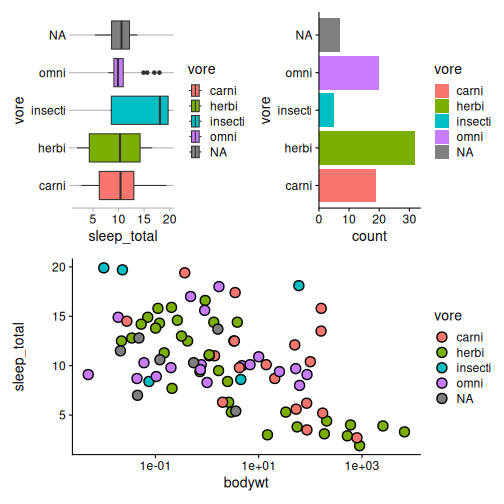 vore
NA
omni
insecti
herbi
carni
5
10
15
20
sleep_total
vore
carni
herbi
insecti
omni
NA
vore
NA
omni
insecti
herbi
carni
0
10
20
30
count
vore
carni
herbi
insecti
omni
NA
sleep_total
20
15
10
5
1e-01
1e+01
1e+03
bodywt
vore
carni
herbi
insecti
omni
NA